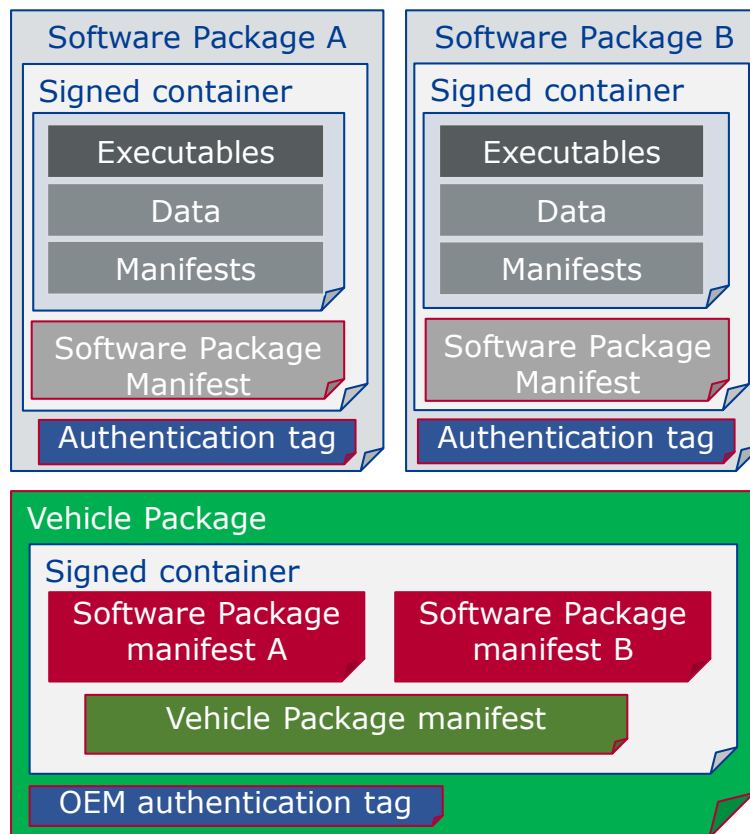 Software Package A
Signed container
Executables
Data
Manifests
Software Package
Manifest
Authentication tag
Software Package B
Signed container
Executables
Data
Manifests
Software Package
Manifest
Authentication tag
Vehicle Package
Signed container
Software Package
manifest A
Software Package
manifest B
Vehicle Package manifest
OEM authentication tag